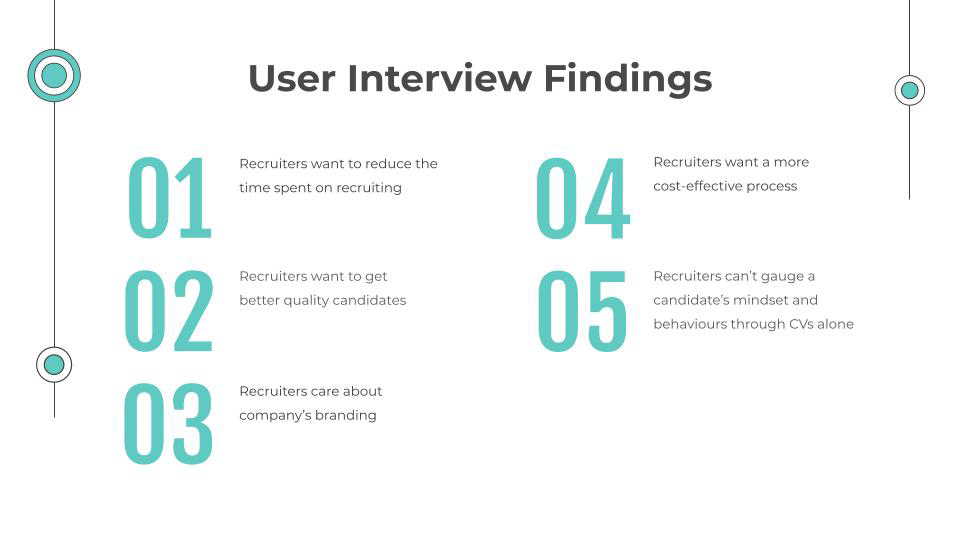 User Interview Findings
01
Recruiters want to reduce the
time spent on recruiting
02
Recruiters want to get
better quality candidates
03
Recruiters care about
company’s branding
04
Recruiters want a more
cost-effective process
05
Recruiters can’t gauge a
candidate’s mindset and
behaviours through CVs alone